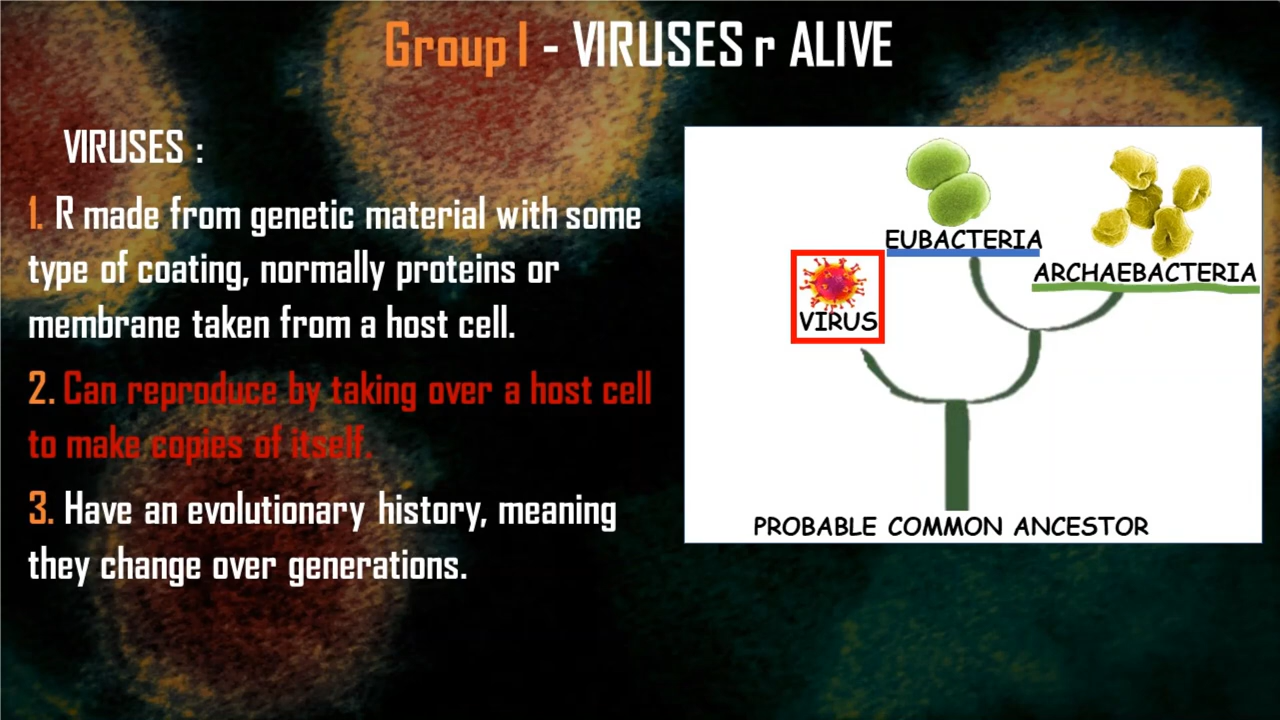 Group I - VIRUSES r ALIVE
VIRUSES :
1. R made from genetic material with some
type of coating, normally proteins or
membrane taken from a host cell.
2. Can reproduce by taking over a host cell
to make copies of itself.
3. Have an evolutionary history, meaning
they change over generations.
EUBACTERIA
ARCHAEBACTERIA
VIRUS
PROBABLE COMMON ANCESTOR